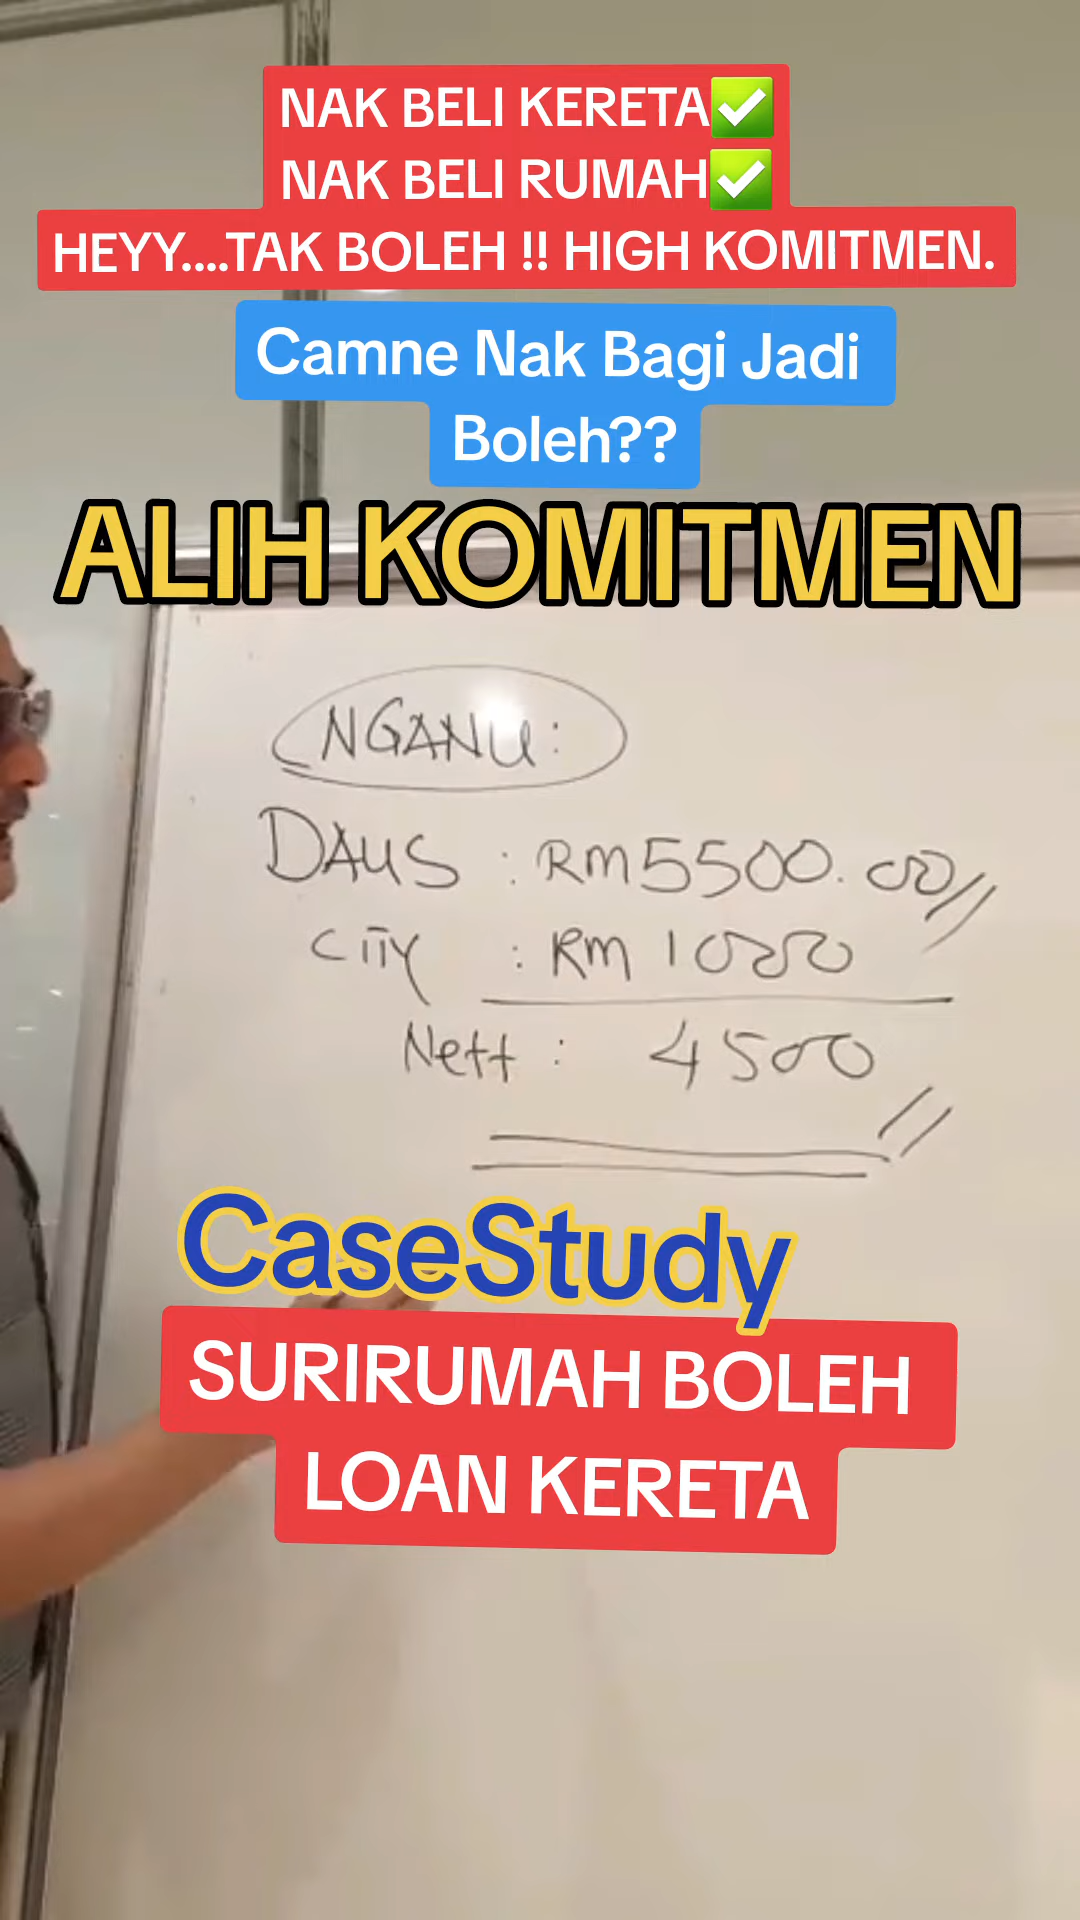 NAK BELI KERETA✅
NAK BELI RUMAH✅
HEYY....TAK BOLEH !! HIGH KOMITMEN.
Camne Nak Bagi Jadi
Boleh??
ALIH KOMITMEN
NGANU:
DAUS : RM5500.00//
CITY : RM 1000
Nett : 4500
//
CaseStudy
SURIRUMAH BOLEH
LOAN KERETA